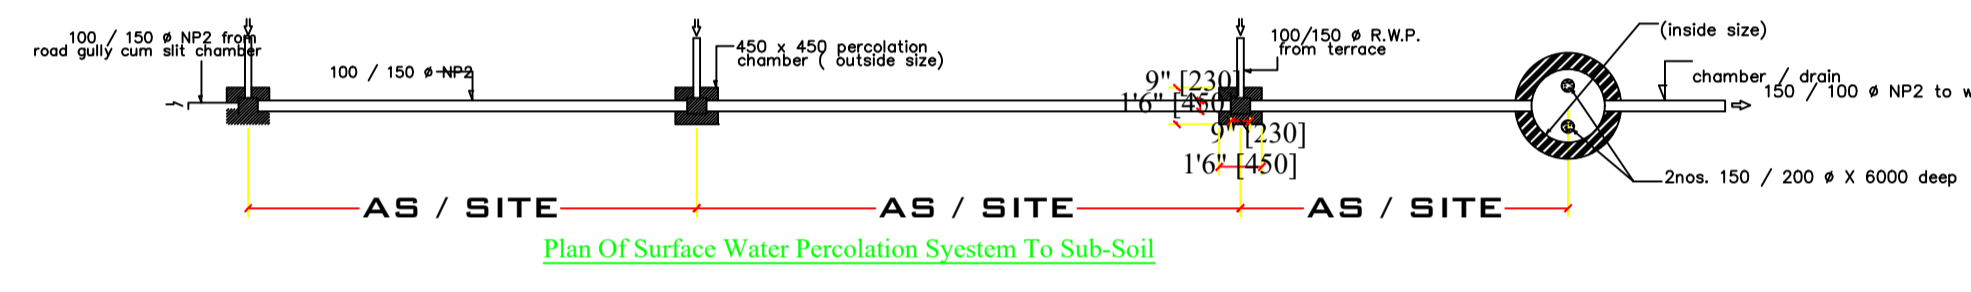 100 / 150 ø NP2 from
road gully cum slit chamber
100 / 150 ø NP2
450 x 450 percolation
chamber ( outside size)
100/150 ø R.W.P.
from terrace
9" [230]
1'6" [450]
9" [230]
1'6" [450]
(inside size)
chamber / drain
150 / 100 ø NP2 to
2nos. 150 / 200 ø X 6000 deep
AS / SITE
AS / SITE
AS / SITE
Plan Of Surface Water Percolation Syestem To Sub-Soil